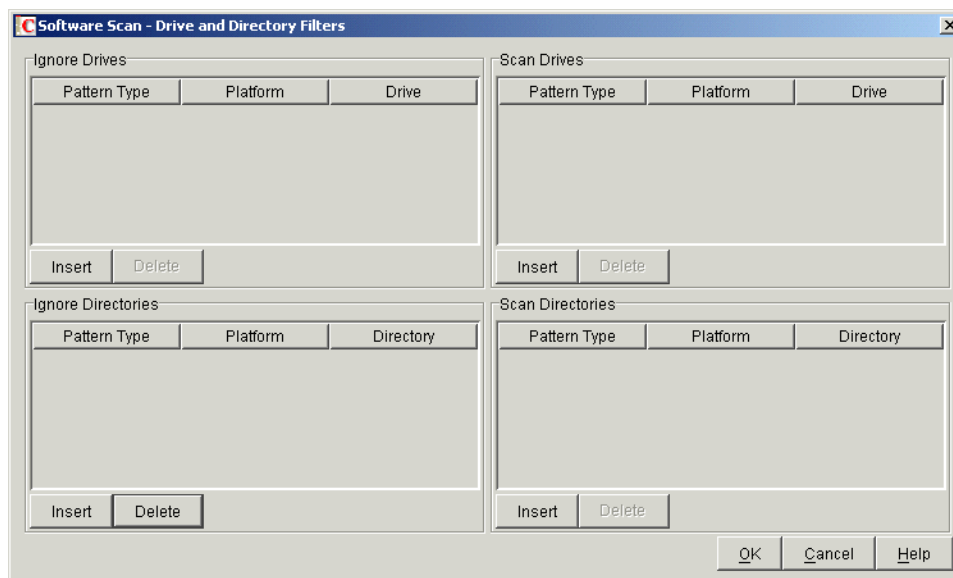 Software Scan - Drive and Directory Filters
Ignore Drives
Pattern Type Platform Drive
Insert Delete
Scan Drives
Pattern Type Platform Drive
Insert Delete
Ignore Directories
Pattern Type Platform Directory
Insert Delete
Scan Directories
Pattern Type Platform Directory
Insert Delete
OK Cancel Help